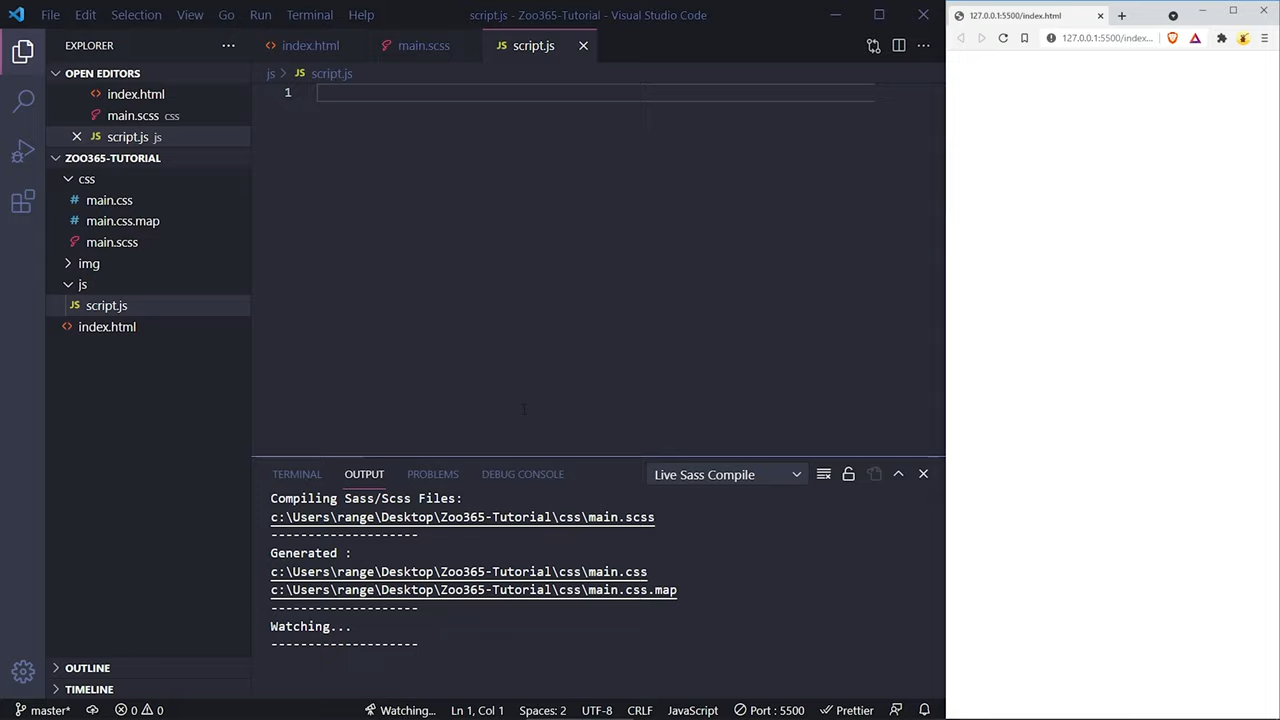 File Edit Selection View Go Run Terminal Help script.js - Zoo365-Tutorial - Visual Studio Code
EXPLORER
OPEN EDITORS
index.html
main.scss css
script.js js
ZOO365-TUTORIAL
css
main.css
main.css.map
main.scss
img
js
script.js
index.html
OUTLINE
TIMELINE
index.html main.scss JS script.js
js JS script.js
1
TERMINAL OUTPUT PROBLEMS DEBUG CONSOLE Live Sass Compile
Compiling Sass/Scss Files:
c:\Users\range\Desktop\Zoo365-Tutorial\css\main.scss
--------------------
Generated :
c:\Users\range\Desktop\Zoo365-Tutorial\css\main.css
c:\Users\range\Desktop\Zoo365-Tutorial\css\main.css.map
--------------------
Watching...
--------------------
master* 0 0 Watching... Ln 1, Col 1 Spaces: 2 UTF-8 CRLF JavaScript Port : 5500 Prettier
127.0.0.1:5500/index.html
127.0.0.1:5500/index...